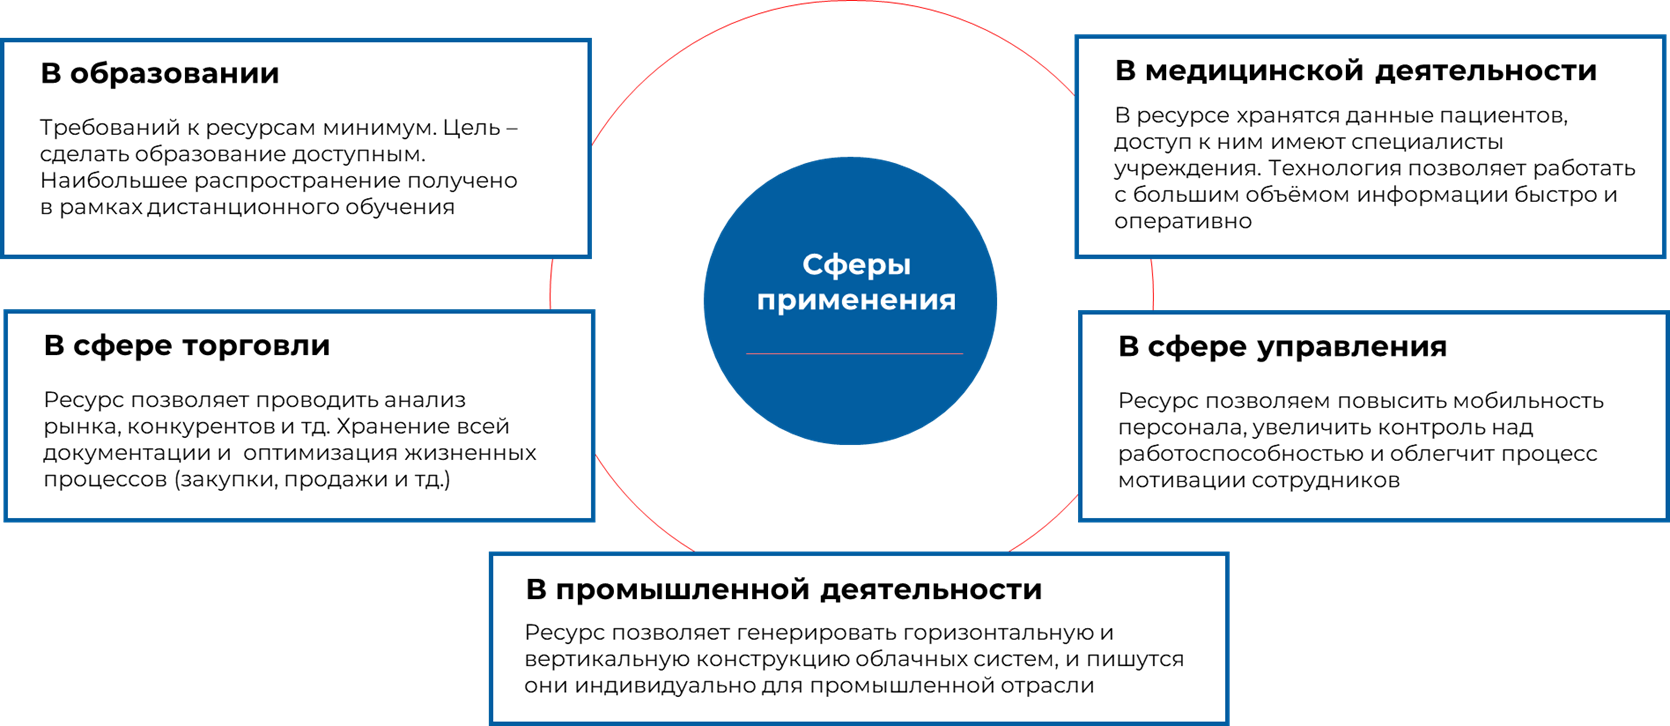 В образовании
Требований к ресурсам минимум. Цель –
сделать образование доступным.
Наибольшее распространение получено
в рамках дистанционного обучения
В медицинской деятельности
В ресурсе хранятся данные пациентов,
доступ к ним имеют специалисты
учреждения. Технология позволяет работать
с большим объёмом информации быстро и
оперативно
Сферы
применения
В сфере торговли
Ресурс позволяет проводить анализ
рынка, конкурентов и тд. Хранение всей
документации и оптимизация жизненных
процессов (закупки, продажи и тд.)
В сфере управления
Ресурс позволяем повысить мобильность
персонала, увеличить контроль над
работоспособностью и облегчит процесс
мотивации сотрудников
В промышленной деятельности
Ресурс позволяет генерировать горизонтальную и
вертикальную конструкцию облачных систем, и пишутся
они индивидуально для промышленной отрасли